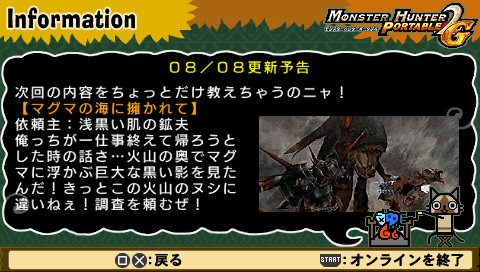 Information
MONSTER HUNTER
PORTABLE 2nd G
０８／０８更新予告
次回の内容をちょっとだけ教えちゃうのニャ！
【マグマの海に擁かれて】
依頼主：浅黒い肌の鉱夫
俺っちが一仕事終えて帰ろうと
した時の話さ…火山の奥でマグ
マに浮かぶ巨大な黒い影を見た
んだ！きっとこの火山のヌシに
違いねぇ！調査を頼むぜ！
□×:戻る
START:オンラインを終了